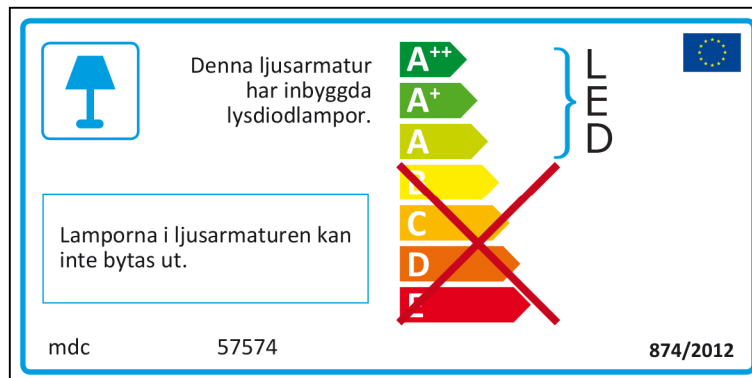 Denna ljusarmatur
har inbyggda
lysdiodlampor.
A++
A+
A
B
C
D
E
L
E
D
Lamporna i ljusarmaturen kan
inte bytas ut.
mdc 57574 874/2012